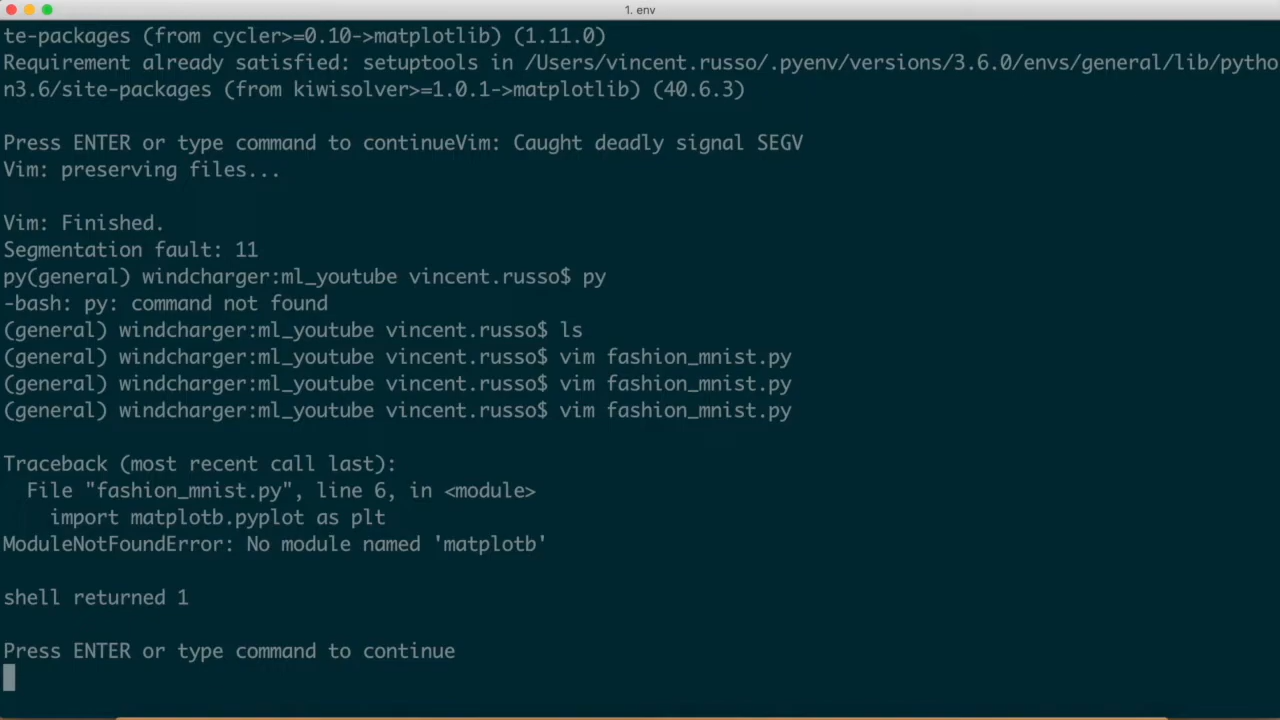 1. env
te-packages (from cycler>=0.10->matplotlib) (1.11.0)
Requirement already satisfied: setuptools in /Users/vincent.russo/.pyenv/versions/3.6.0/envs/general/lib/pytho
n3.6/site-packages (from kiwisolver>=1.0.1->matplotlib) (40.6.3)
Press ENTER or type command to continueVim: Caught deadly signal SEGV
Vim: preserving files...
Vim: Finished.
Segmentation fault: 11
py(general) windcharger:ml_youtube vincent.russo$ py
-bash: py: command not found
(general) windcharger:ml_youtube vincent.russo$ ls
(general) windcharger:ml_youtube vincent.russo$ vim fashion_mnist.py
(general) windcharger:ml_youtube vincent.russo$ vim fashion_mnist.py
(general) windcharger:ml_youtube vincent.russo$ vim fashion_mnist.py
Traceback (most recent call last):
  File "fashion_mnist.py", line 6, in <module>
    import matplotb.pyplot as plt
ModuleNotFoundError: No module named 'matplotb'
shell returned 1
Press ENTER or type command to continue